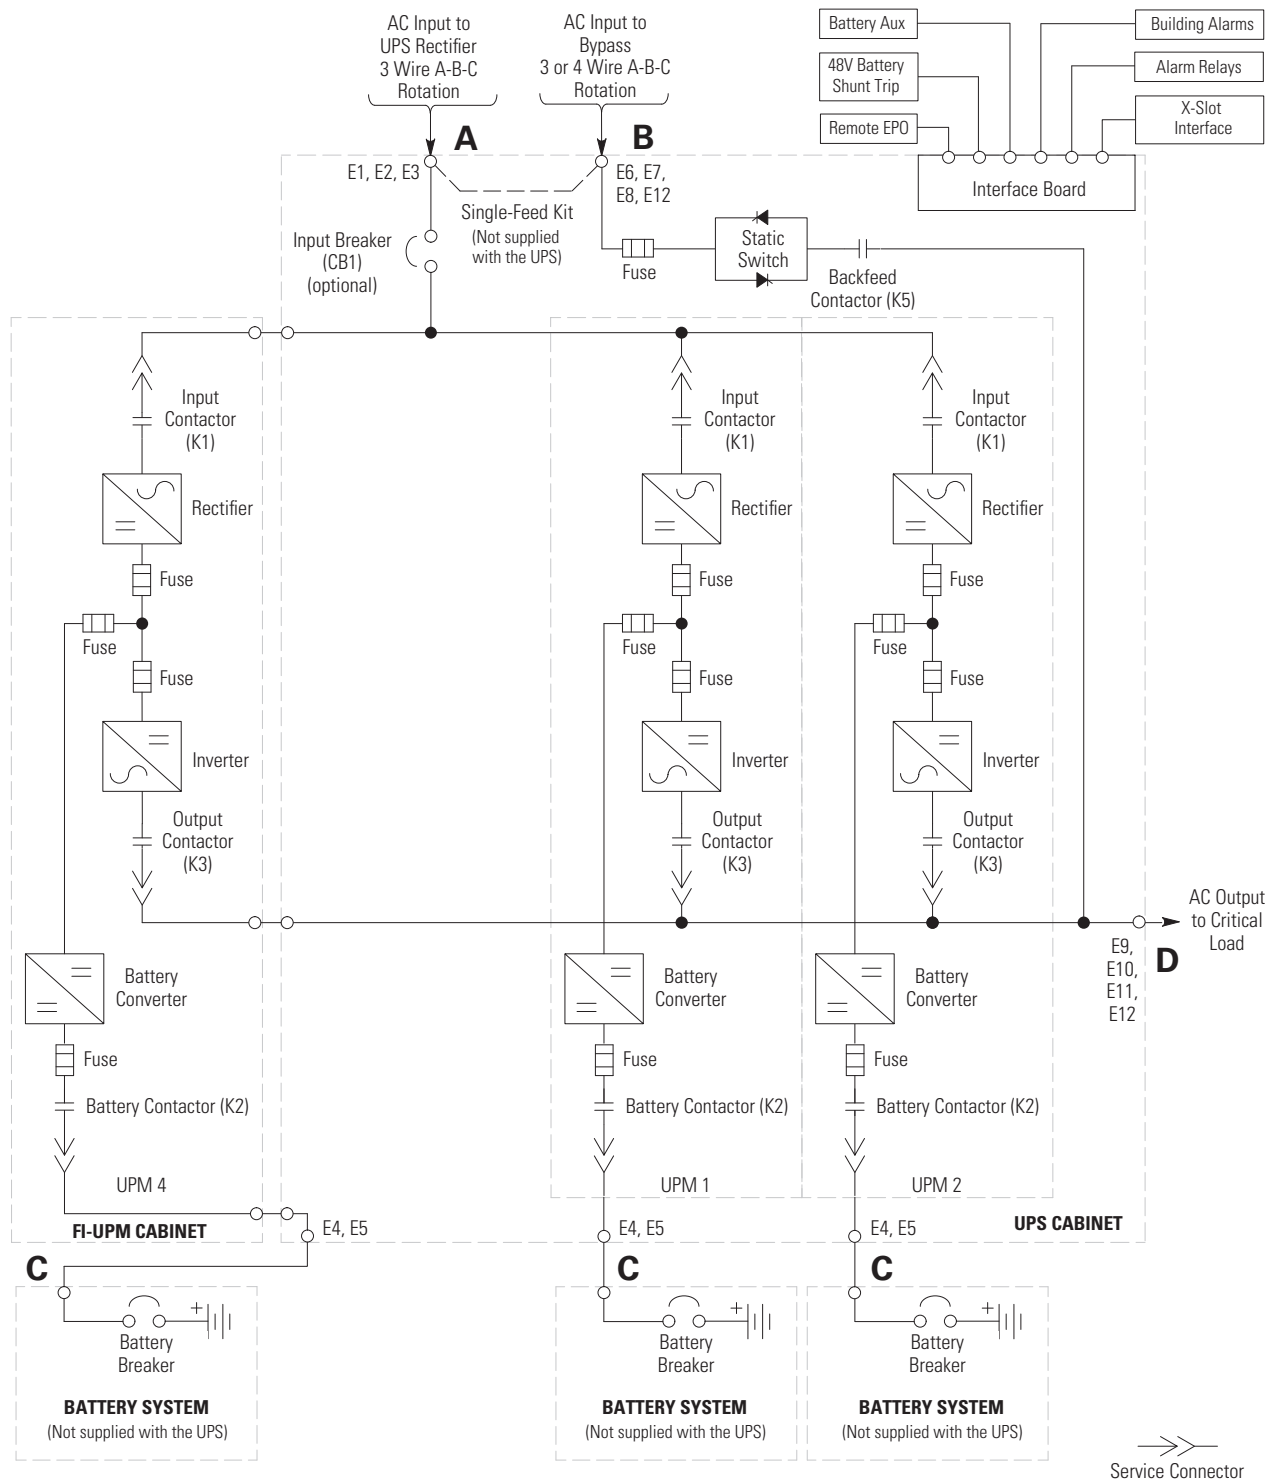 AC Input to
UPS Rectifier
3 Wire A-B-C
Rotation
AC Input to
Bypass
3 or 4 Wire A-B-C
Rotation
Battery Aux
48V Battery
Shunt Trip
Remote EPO
Building Alarms
Alarm Relays
X-Slot
Interface
Interface Board
A
B
E1, E2, E3
E6, E7,
E8, E12
Single-Feed Kit
(Not supplied
with the UPS)
Input Breaker
(CB1)
(optional)
Fuse
Static
Switch
Backfeed
Contactor (K5)
Input
Contactor
(K1)
Input
Contactor
(K1)
Input
Contactor
(K1)
Rectifier
Rectifier
Rectifier
Fuse
Fuse
Fuse
Fuse
Fuse
Fuse
Fuse
Fuse
Fuse
Inverter
Inverter
Inverter
Output
Contactor
(K3)
Output
Contactor
(K3)
Output
Contactor
(K3)
AC Output
to Critical
Load
E9,
E10,
E11,
E12
D
Battery
Converter
Battery
Converter
Battery
Converter
Fuse
Fuse
Fuse
Battery Contactor (K2)
Battery Contactor (K2)
Battery Contactor (K2)
UPM 4
UPM 1
UPM 2
FI-UPM CABINET
UPS CABINET
E4, E5
E4, E5
E4, E5
C
C
C
+
+
+
Battery
Breaker
Battery
Breaker
Battery
Breaker
BATTERY SYSTEM
(Not supplied with the UPS)
BATTERY SYSTEM
(Not supplied with the UPS)
BATTERY SYSTEM
(Not supplied with the UPS)
Service Connector